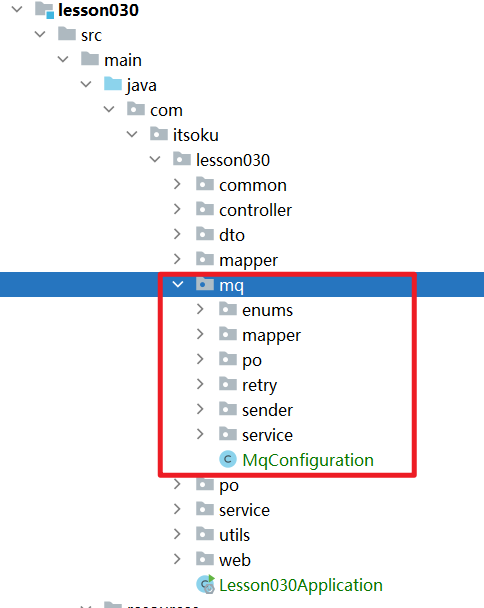 lesson030
src
main
java
com
itsoku
lesson030
common
controller
dto
mapper
mq
enums
mapper
po
retry
sender
service
MqConfiguration
po
service
utils
web
Lesson030Application